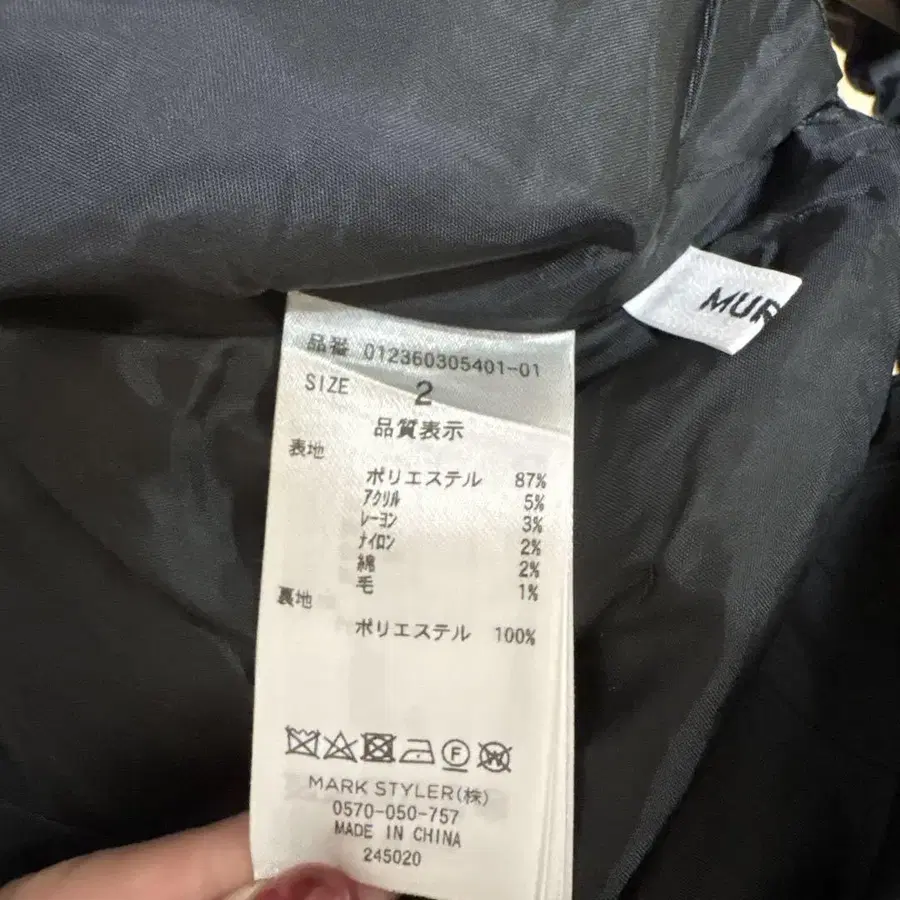 品番 012360305401-01
SIZE 2
品質表示
表地
ポリエステル 87%
アクリル 5%
レーヨン 3%
ナイロン 2%
綿 2%
毛 1%
裏地
ポリエステル 100%
F W
MARK STYLER(株)
0570-050-757
MADE IN CHINA
245020
MUR